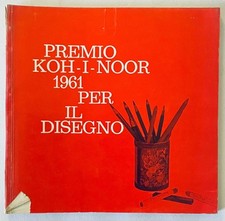 PREMIO
KOH-I-NOOR
1961
PER
IL
DISEGNO